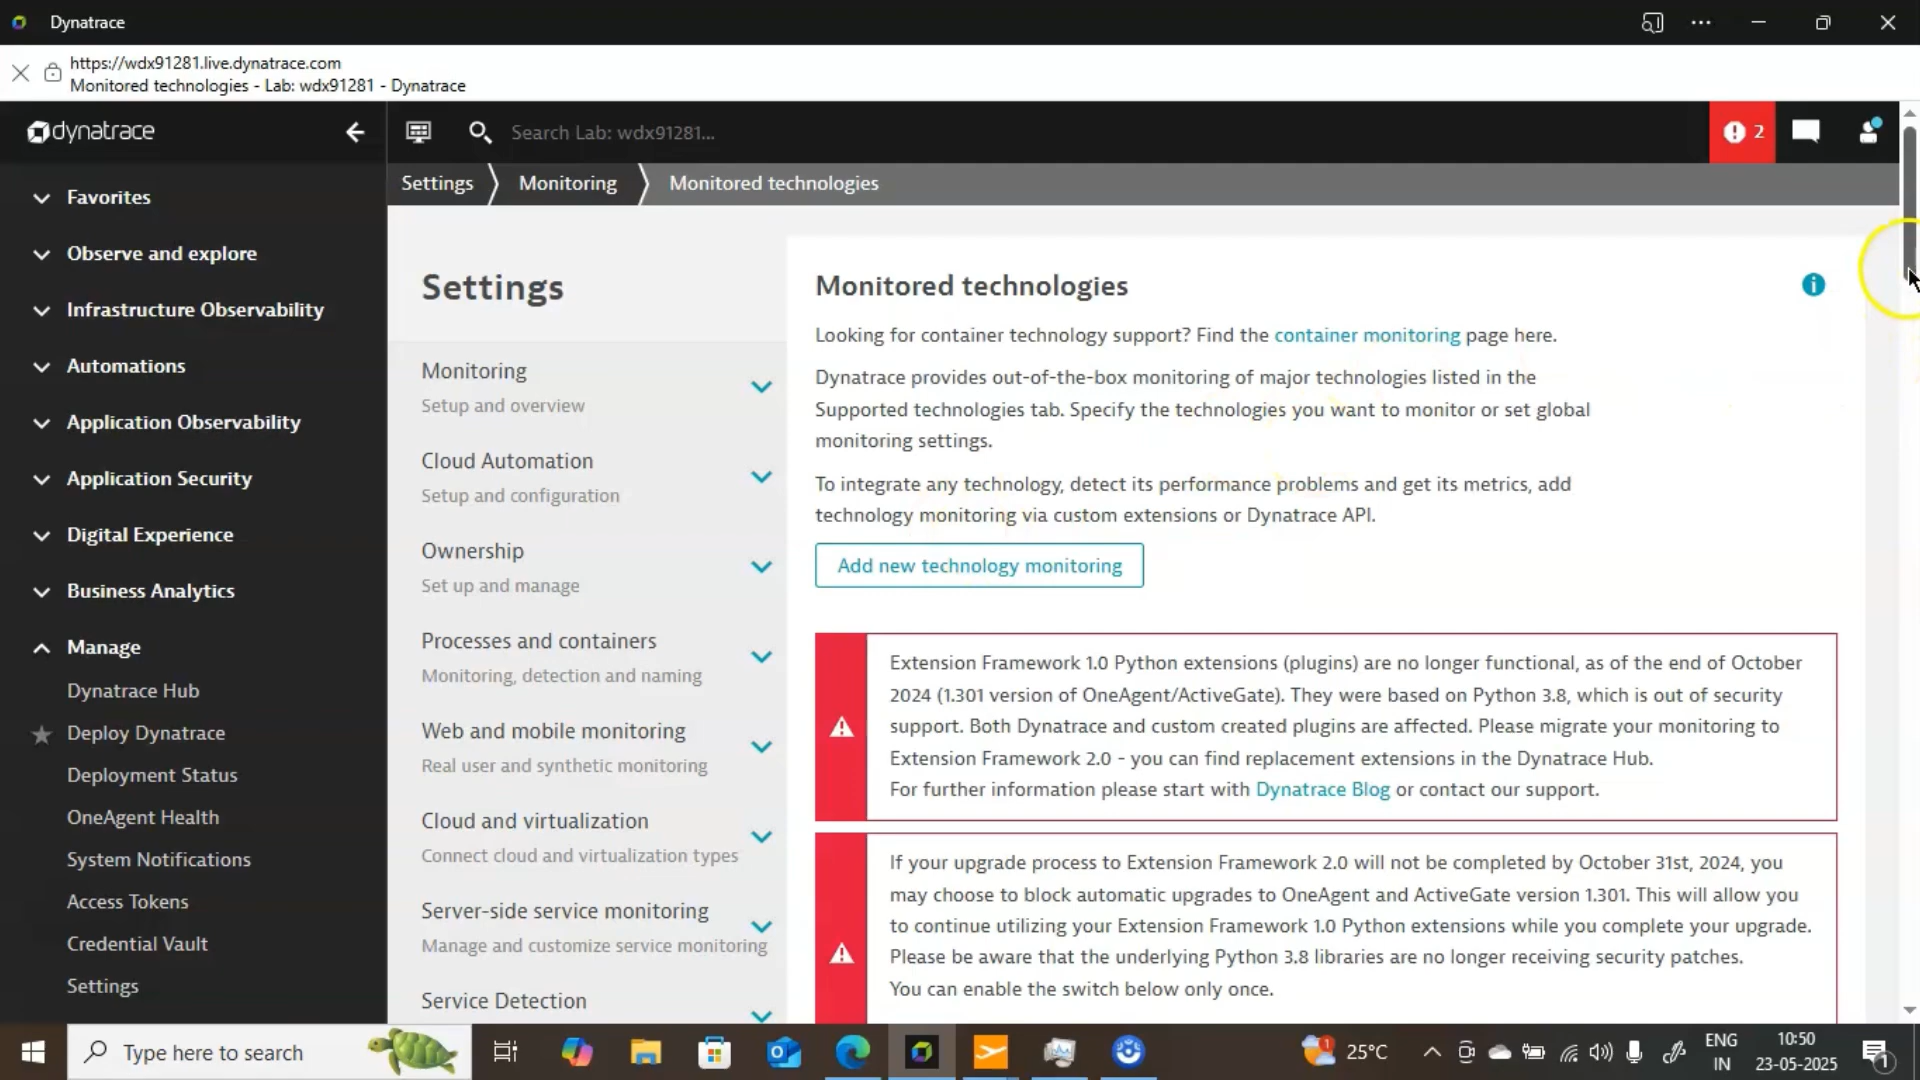 Dynatrace
https://wdx91281.live.dynatrace.com
Monitored technologies - Lab: wdx91281 - Dynatrace
dynatrace
Search Lab: wdx91281...
2
Settings
Monitoring
Monitored technologies
Favorites
Observe and explore
Infrastructure Observability
Automations
Application Observability
Application Security
Digital Experience
Business Analytics
Manage
Dynatrace Hub
Deploy Dynatrace
Deployment Status
OneAgent Health
System Notifications
Access Tokens
Credential Vault
Settings
Settings
Monitoring
Setup and overview
Cloud Automation
Setup and configuration
Ownership
Set up and manage
Processes and containers
Monitoring, detection and naming
Web and mobile monitoring
Real user and synthetic monitoring
Cloud and virtualization
Connect cloud and virtualization types
Server-side service monitoring
Manage and customize service monitoring
Service Detection
Monitored technologies
Looking for container technology support? Find the container monitoring page here.
Dynatrace provides out-of-the-box monitoring of major technologies listed in the
Supported technologies tab. Specify the technologies you want to monitor or set global
monitoring settings.
To integrate any technology, detect its performance problems and get its metrics, add
technology monitoring via custom extensions or Dynatrace API.
Add new technology monitoring
Extension Framework 1.0 Python extensions (plugins) are no longer functional, as of the end of October
2024 (1.301 version of OneAgent/ActiveGate). They were based on Python 3.8, which is out of security
support. Both Dynatrace and custom created plugins are affected. Please migrate your monitoring to
Extension Framework 2.0 - you can find replacement extensions in the Dynatrace Hub.
For further information please start with Dynatrace Blog or contact our support.
If your upgrade process to Extension Framework 2.0 will not be completed by October 31st, 2024, you
may choose to block automatic upgrades to OneAgent and ActiveGate version 1.301. This will allow you
to continue utilizing your Extension Framework 1.0 Python extensions while you complete your upgrade.
Please be aware that the underlying Python 3.8 libraries are no longer receiving security patches.
You can enable the switch below only once.
Type here to search
1
25°C
ENG
IN
10:50
23-05-2025
1